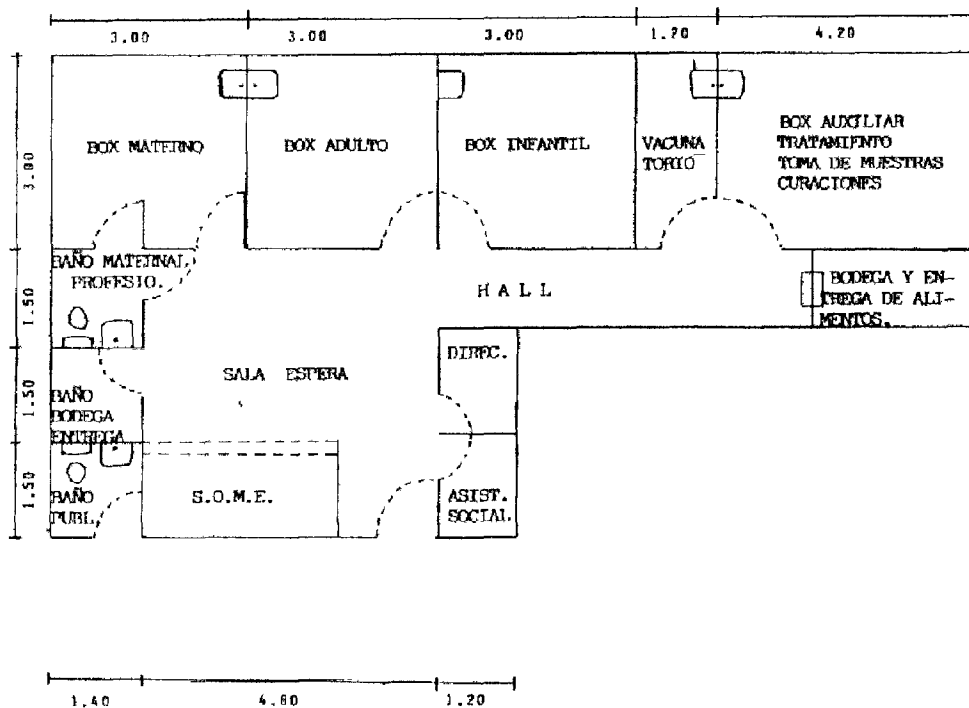 3.00
3.00
3.00
1.20
4.20
3.00
1.50
1.50
1.50
BOX MATERNO
BOX ADULTO
BOX INFANTIL
VACUNA
TORIO
BOX AUXILIAR
TRATAMIENTO
TOMA DE MUESTRAS
CURACIONES
BAÑO MATERNAL.
PROFESIO.
HALL
BODEGA Y EN-
TREGA DE ALI-
MENTOS.
SALA ESPERA
DIREC.
BAÑO
BODEGA
ENTREGA
BAÑO
PUBL.
S.O.M.E.
ASIST.
SOCIAL
1.40
4.80
1.20